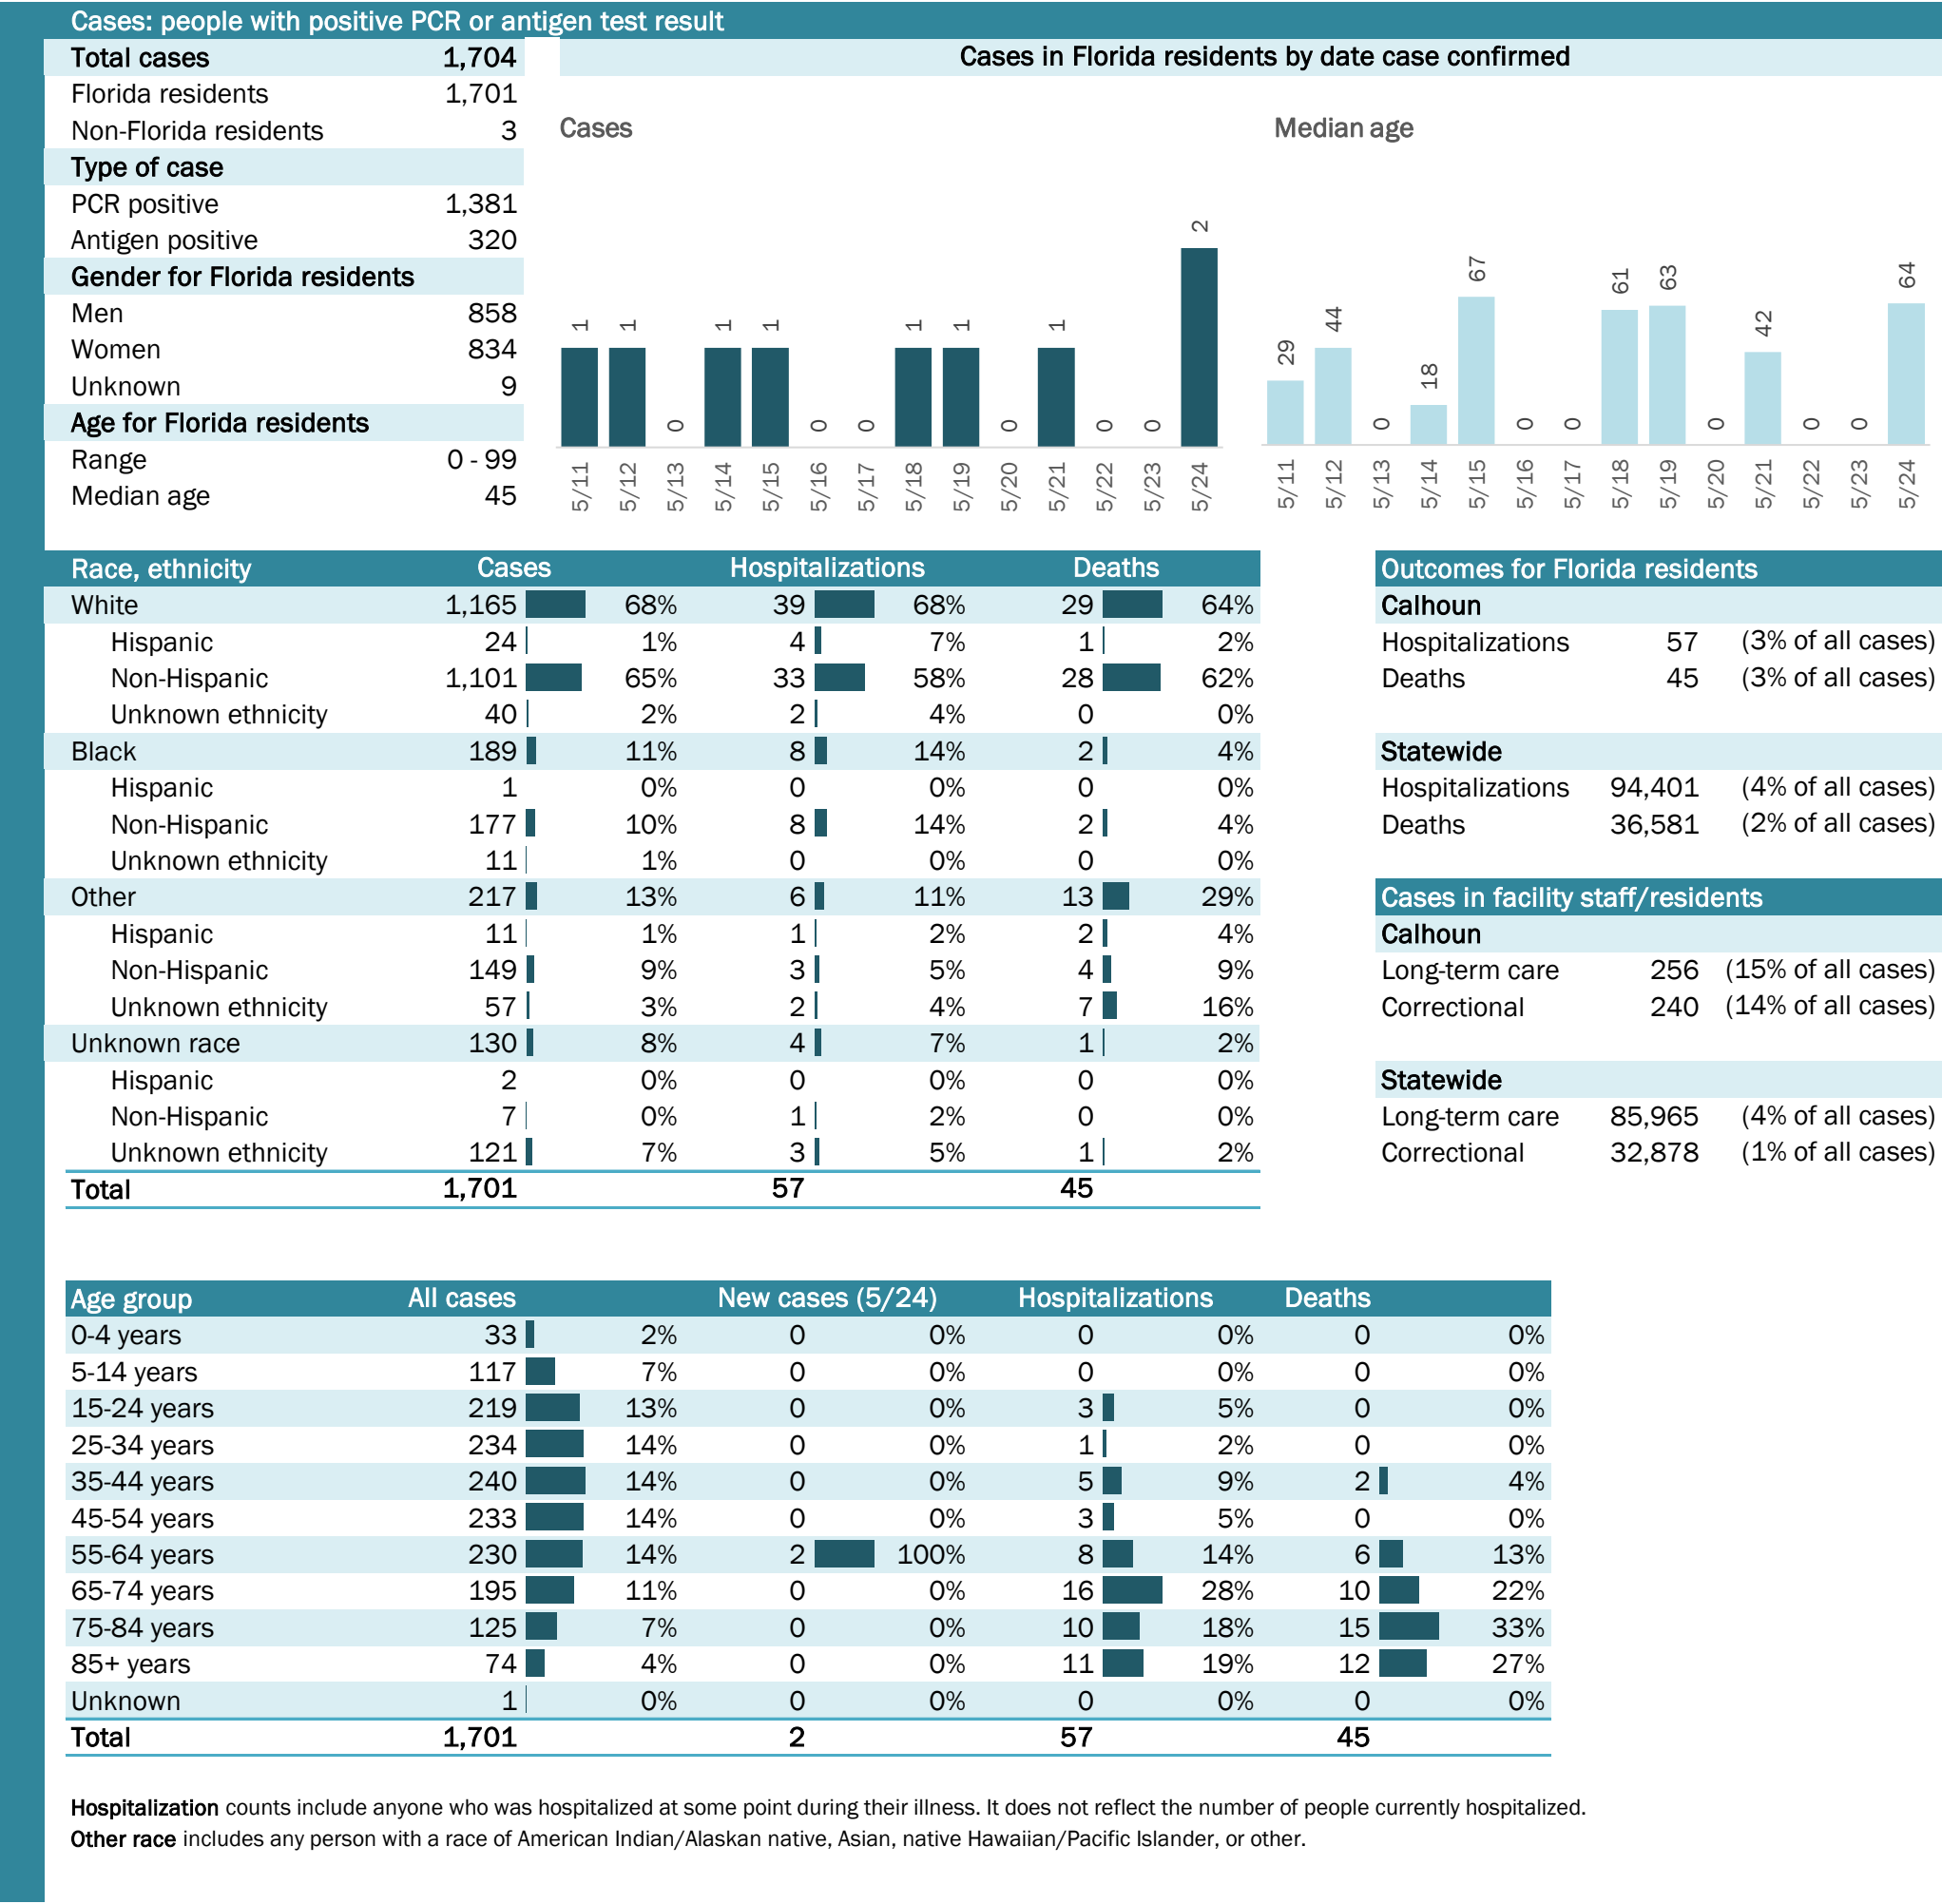 Cases: people with positive PCR or antigen test result
Total cases 1,704
Florida residents 1,701
Non-Florida residents 3
Type of case
PCR positive 1,381
Antigen positive 320
Gender for Florida residents
Men 858
Women 834
Unknown 9
Age for Florida residents
Range 0 - 99
Median age 45
Cases in Florida residents by date case confirmed
Cases
1 1 0 1 1 0 0 1 1 0 1 0 0 2
5/11 5/12 5/13 5/14 5/15 5/16 5/17 5/18 5/19 5/20 5/21 5/22 5/23 5/24
Median age
29 44 0 18 67 0 0 61 63 0 42 0 0 64
5/11 5/12 5/13 5/14 5/15 5/16 5/17 5/18 5/19 5/20 5/21 5/22 5/23 5/24
Race, ethnicity Cases Hospitalizations Deaths
White 1,165 68% 39 68% 29 64%
Hispanic 24 1% 4 7% 1 2%
Non-Hispanic 1,101 65% 33 58% 28 62%
Unknown ethnicity 40 2% 2 4% 0 0%
Black 189 11% 8 14% 2 4%
Hispanic 1 0% 0 0% 0 0%
Non-Hispanic 177 10% 8 14% 2 4%
Unknown ethnicity 11 1% 0 0% 0 0%
Other 217 13% 6 11% 13 29%
Hispanic 11 1% 1 2% 2 4%
Non-Hispanic 149 9% 3 5% 4 9%
Unknown ethnicity 57 3% 2 4% 7 16%
Unknown race 130 8% 4 7% 1 2%
Hispanic 2 0% 0 0% 0 0%
Non-Hispanic 7 0% 1 2% 0 0%
Unknown ethnicity 121 7% 3 5% 1 2%
Total 1,701 57 45
Outcomes for Florida residents
Calhoun
Hospitalizations 57 (3% of all cases)
Deaths 45 (3% of all cases)
Statewide
Hospitalizations 94,401 (4% of all cases)
Deaths 36,581 (2% of all cases)
Cases in facility staff/residents
Calhoun
Long-term care 256 (15% of all cases)
Correctional 240 (14% of all cases)
Statewide
Long-term care 85,965 (4% of all cases)
Correctional 32,878 (1% of all cases)
Age group All cases New cases (5/24) Hospitalizations Deaths
0-4 years 33 2% 0 0% 0 0% 0 0%
5-14 years 117 7% 0 0% 0 0% 0 0%
15-24 years 219 13% 0 0% 3 5% 0 0%
25-34 years 234 14% 0 0% 1 2% 0 0%
35-44 years 240 14% 0 0% 5 9% 2 4%
45-54 years 233 14% 0 0% 3 5% 0 0%
55-64 years 230 14% 2 100% 8 14% 6 13%
65-74 years 195 11% 0 0% 16 28% 10 22%
75-84 years 125 7% 0 0% 10 18% 15 33%
85+ years 74 4% 0 0% 11 19% 12 27%
Unknown 1 0% 0 0% 0 0% 0 0%
Total 1,701 2 57 45
Hospitalization counts include anyone who was hospitalized at some point during their illness. It does not reflect the number of people currently hospitalized.
Other race includes any person with a race of American Indian/Alaskan native, Asian, native Hawaiian/Pacific Islander, or other.